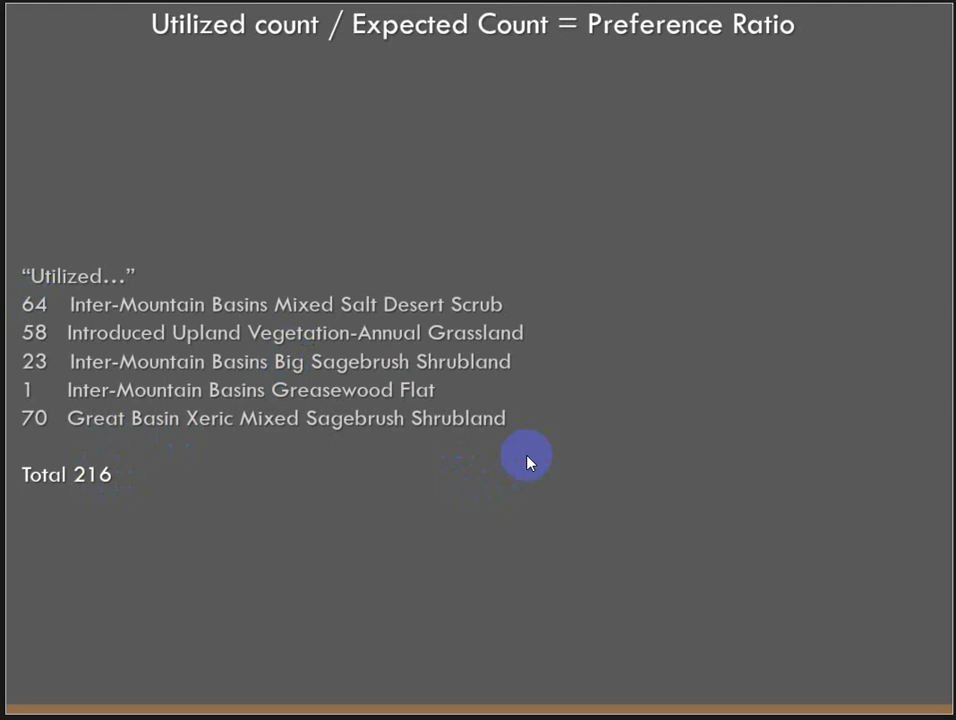 Utilized count / Expected Count = Preference Ratio
“Utilized...”
64 Inter-Mountain Basins Mixed Salt Desert Scrub
58 Introduced Upland Vegetation-Annual Grassland
23 Inter-Mountain Basins Big Sagebrush Shrubland
1 Inter-Mountain Basins Greasewood Flat
70 Great Basin Xeric Mixed Sagebrush Shrubland
Total 216